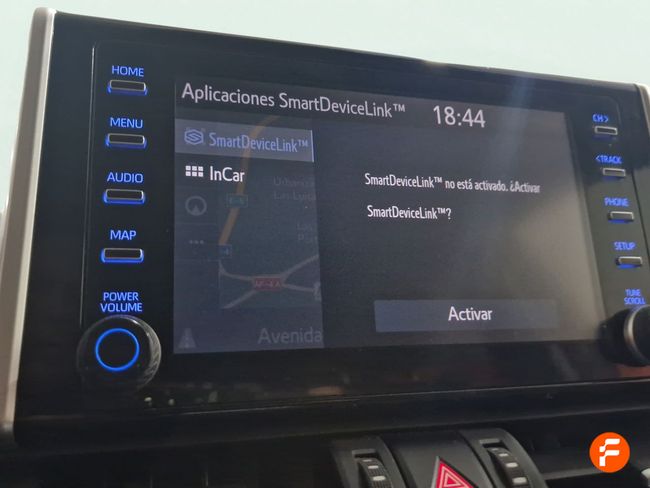 HOME
MENU
AUDIO
MAP
POWER
VOLUME
Aplicaciones SmartDeviceLink™
18:44
SmartDeviceLink™
InCar
SmartDeviceLink™ no está activado. ¿Activar
SmartDeviceLink™?
Activar
Avenida
CH >
< TRACK
PHONE
SETUP
TUNE
SCROLL